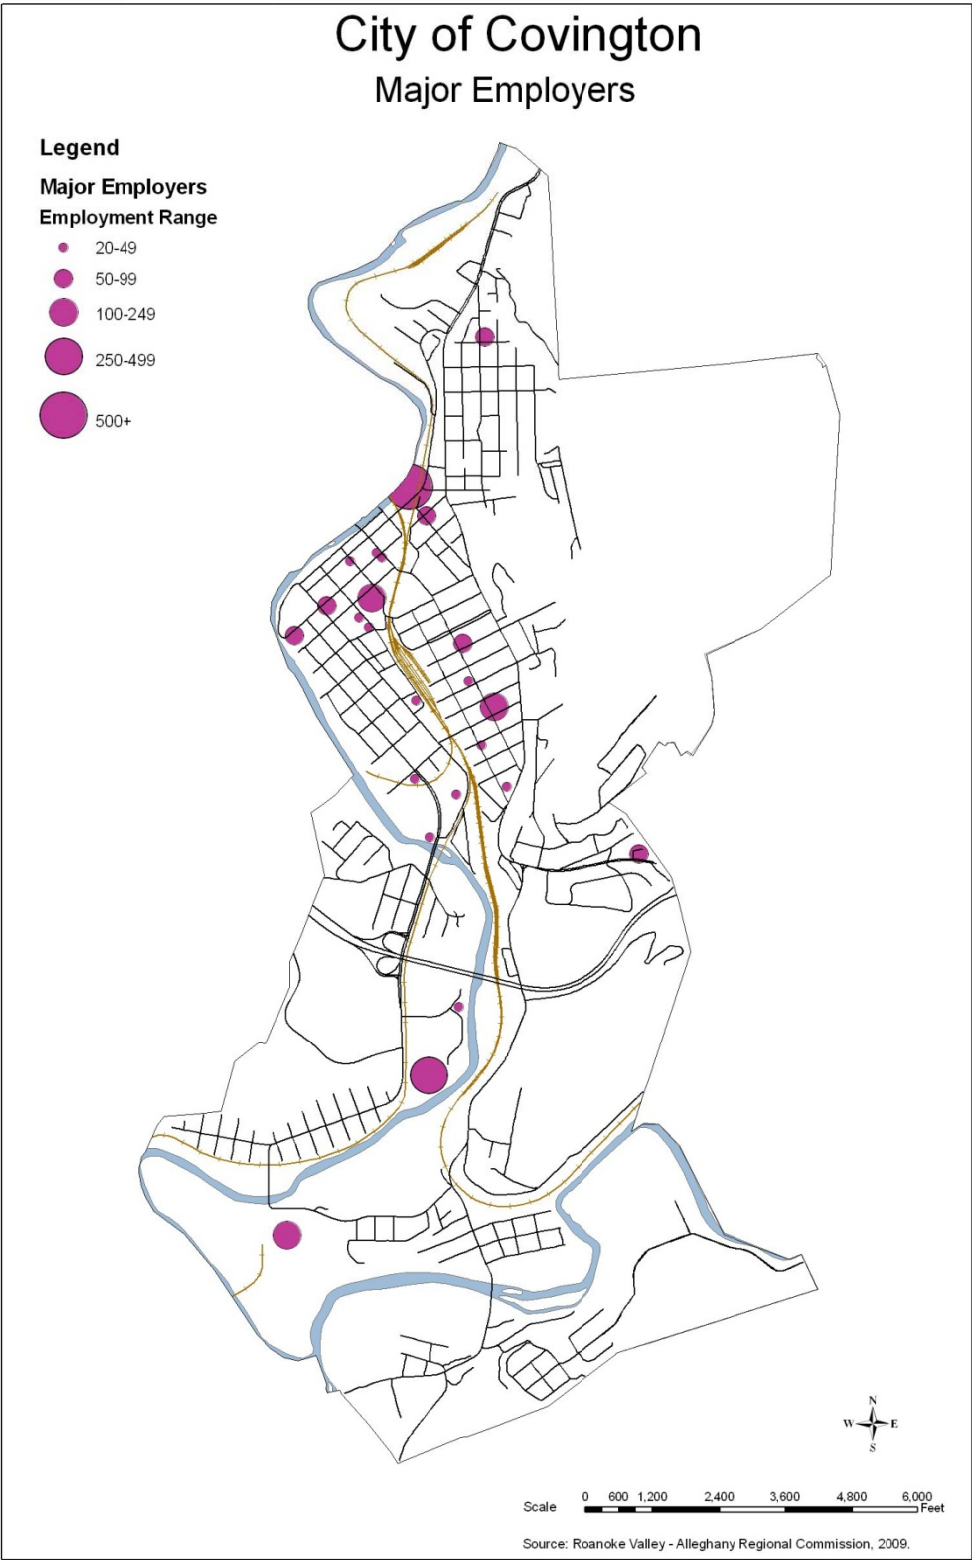 City of Covington
Major Employers
Legend
Major Employers
Employment Range
20-49
50-99
100-249
250-499
500+
N
W E
S
Scale 0 600 1,200 2,400 3,600 4,800 6,000
Feet
Source: Roanoke Valley - Alleghany Regional Commission, 2009.